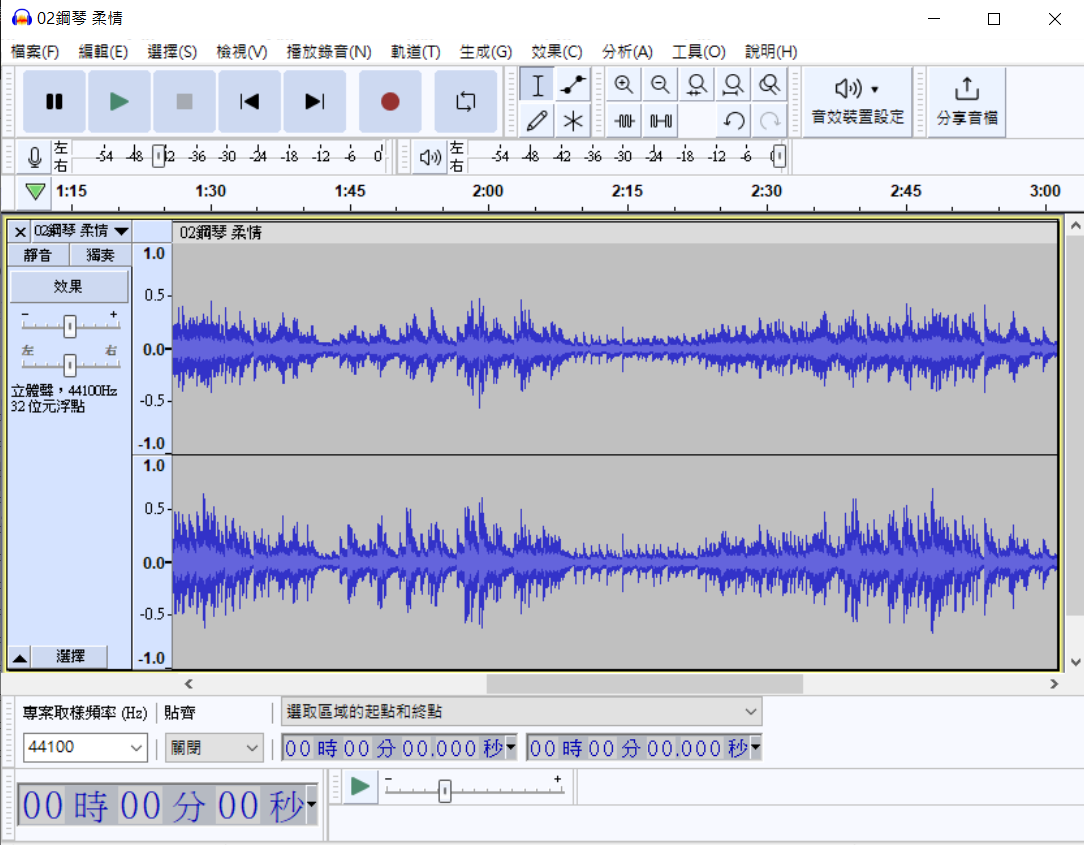 02鋼琴 柔情
檔案(F) 編輯(E) 選擇(S) 檢視(V) 播放錄音(N) 軌道(T) 生成(G) 效果(C) 分析(A) 工具(O) 說明(H)
音效裝置設定 分享音檔
左 右 -54 -48 -42 -36 -30 -24 -18 -12 -6 0
左 右 -54 -48 -42 -36 -30 -24 -18 -12 -6 0
1:15 1:30 1:45 2:00 2:15 2:30 2:45 3:00
02鋼琴 柔情
02鋼琴 柔情
靜音 獨奏
效果
- +
左 右
立體聲，44100Hz
32 位元浮點
選擇
1.0
0.5
0.0
-0.5
-1.0
1.0
0.5
0.0
-0.5
-1.0
專案取樣頻率 (Hz) 貼齊 選取區域的起點和終點
44100 關閉 00 時 00 分 00.000 秒 00 時 00 分 00.000 秒
00 時 00 分 00 秒
- +